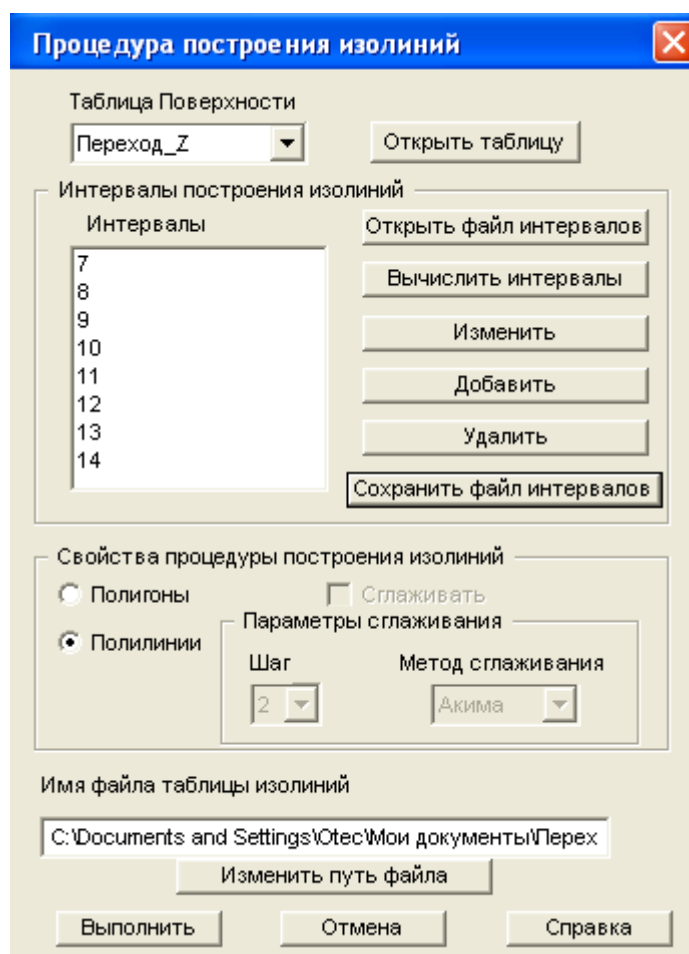 Процедура построения изолиний
Таблица Поверхности
Переход_Z
Открыть таблицу
Интервалы построения изолиний
Интервалы
7
8
9
10
11
12
13
14
Открыть файл интервалов
Вычислить интервалы
Изменить
Добавить
Удалить
Сохранить файл интервалов
Свойства процедуры построения изолиний
Полигоны
Сглаживать
Полилинии
Параметры сглаживания
Шаг
Метод сглаживания
2
Акима
Имя файла таблицы изолиний
C:\Documents and Settings\Otec\Мои документы\Перех
Изменить путь файла
Выполнить
Отмена
Справка